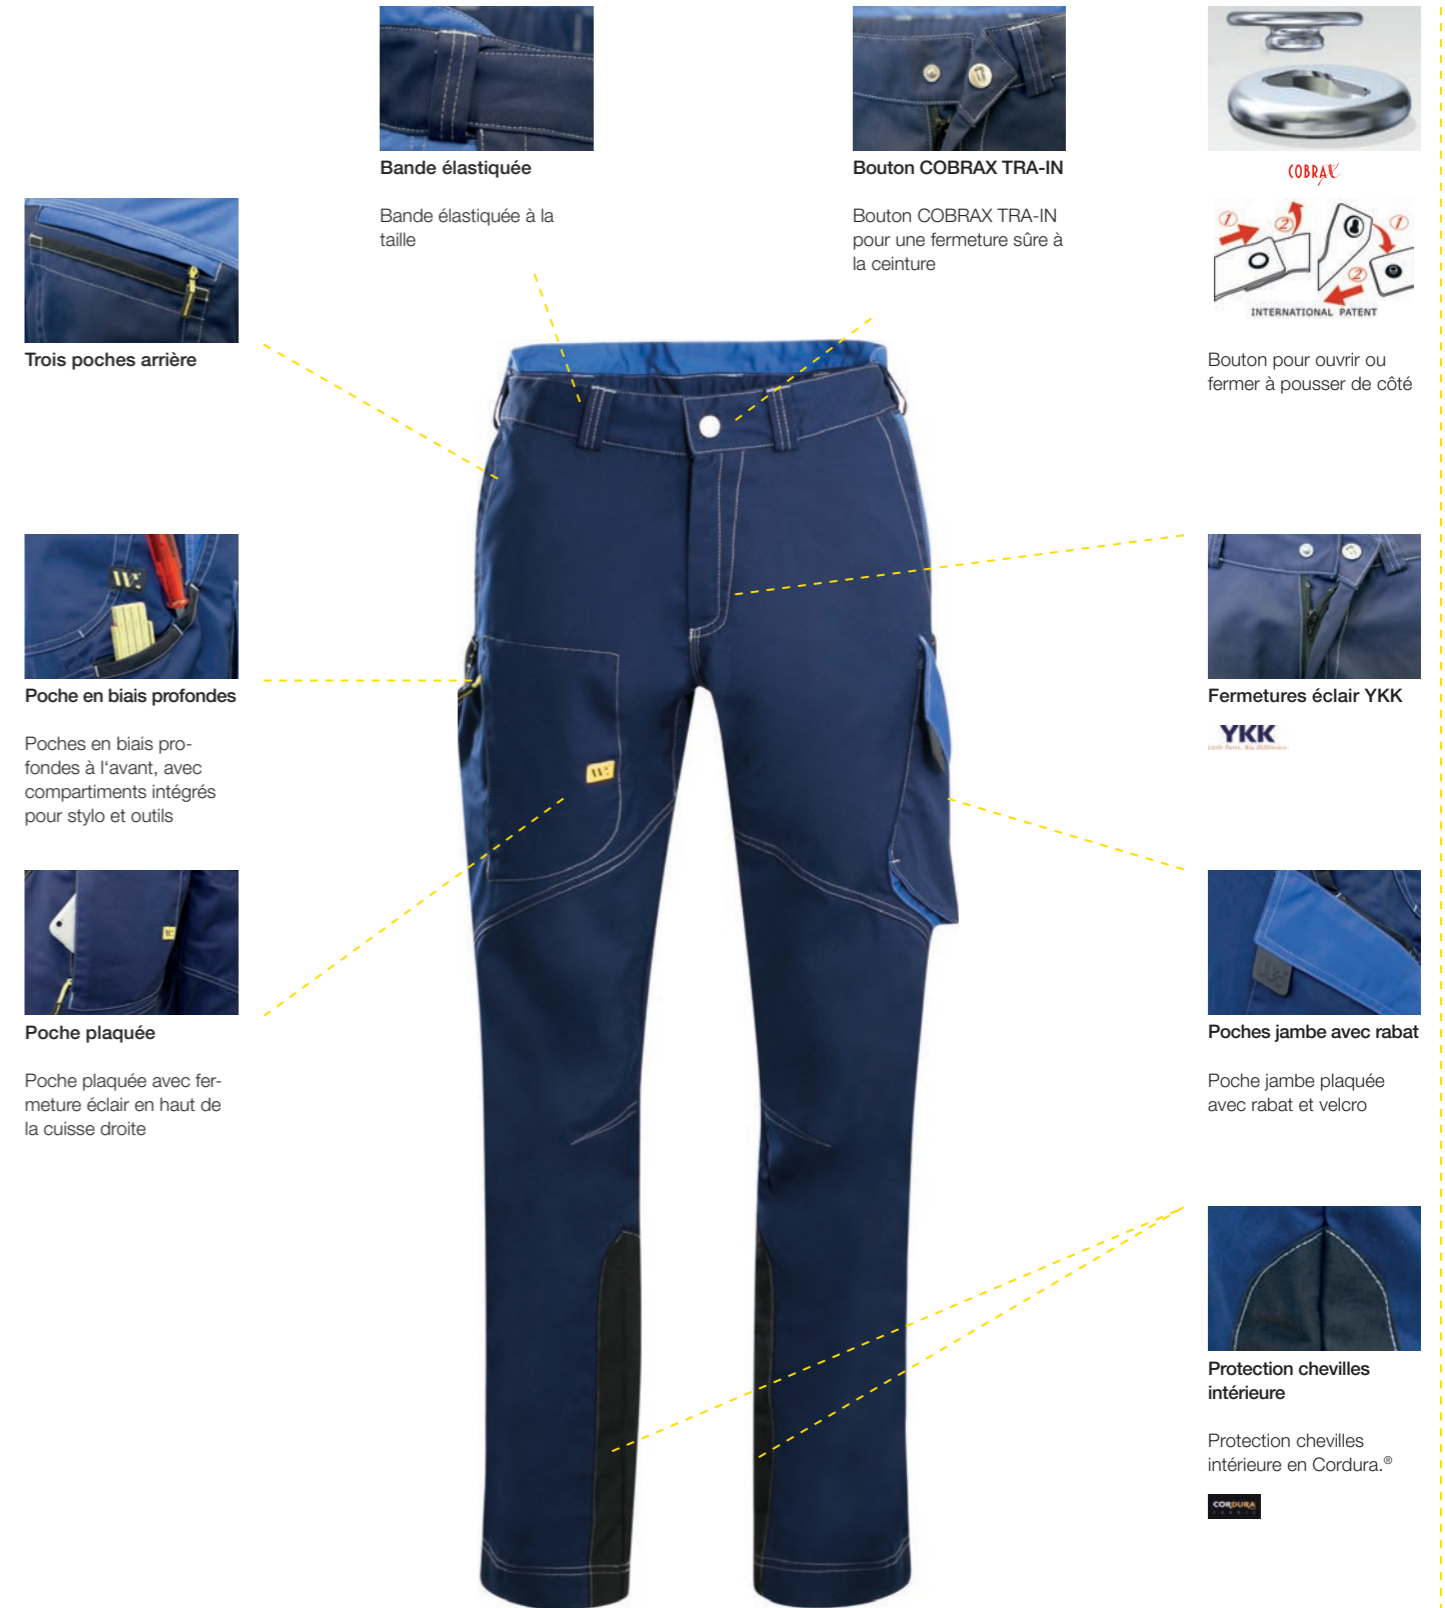 Bande élastiquée
Bande élastiquée à la
taille
Bouton COBRAX TRA-IN
Bouton COBRAX TRA-IN
pour une fermeture sûre à
la ceinture
COBRAX
1
2
1
2
INTERNATIONAL PATENT
Bouton pour ouvrir ou
fermer à pousser de côté
Trois poches arrière
Poche en biais profondes
Poches en biais pro-
fondes à l‘avant, avec
compartiments intégrés
pour stylo et outils
Poche plaquée
Poche plaquée avec fer-
meture éclair en haut de
la cuisse droite
Fermetures éclair YKK
YKK
Poches jambe avec rabat
Poche jambe plaquée
avec rabat et velcro
Protection chevilles
intérieure
Protection chevilles
intérieure en Cordura.®
CORDURA